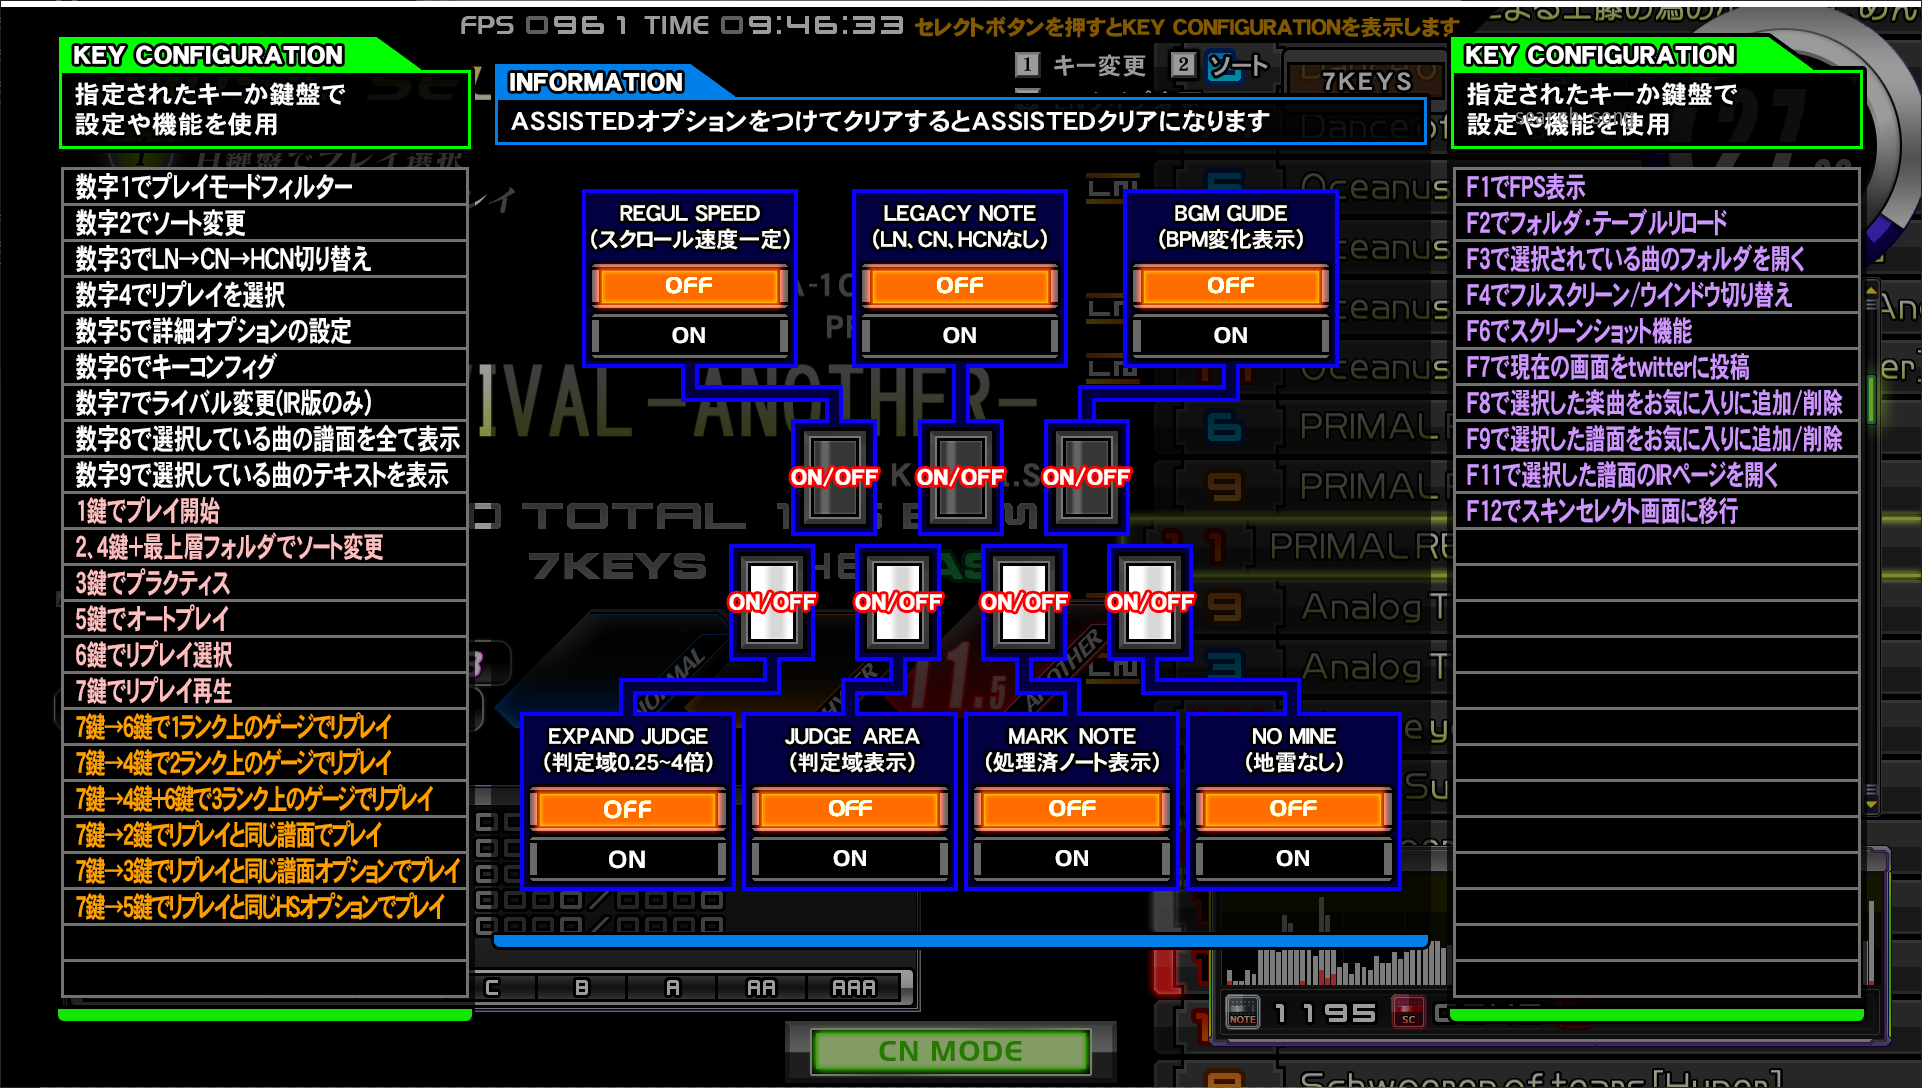 FPS 0961 TIME 09:46:33 セレクトボタンを押すとKEY CONFIGURATIONを表示します
1 キー変更 2 ソート
7KEYS
KEY CONFIGURATION
指定されたキーか鍵盤で
設定や機能を使用
数字1でプレイモードフィルター
数字2でソート変更
数字3でLN→CN→HCN切り替え
数字4でリプレイを選択
数字5で詳細オプションの設定
数字6でキーコンフィグ
数字7でライバル変更(IR版のみ)
数字8で選択している曲の譜面を全て表示
数字9で選択している曲のテキストを表示
1鍵でプレイ開始
2、4鍵+最上層フォルダでソート変更
3鍵でプラクティス
5鍵でオートプレイ
6鍵でリプレイ選択
7鍵でリプレイ再生
7鍵→6鍵で1ランク上のゲージでリプレイ
7鍵→4鍵で2ランク上のゲージでリプレイ
7鍵→4鍵+6鍵で3ランク上のゲージでリプレイ
7鍵→2鍵でリプレイと同じ譜面でプレイ
7鍵→3鍵でリプレイと同じ譜面オプションでプレイ
7鍵→5鍵でリプレイと同じHSオプションでプレイ
INFORMATION
ASSISTEDオプションをつけてクリアするとASSISTEDクリアになります
REGUL SPEED
(スクロール速度一定)
OFF
ON
LEGACY NOTE
(LN、CN、HCNなし)
OFF
ON
BGM GUIDE
(BPM変化表示)
OFF
ON
ON/OFF ON/OFF ON/OFF
ON/OFF ON/OFF ON/OFF ON/OFF
EXPAND JUDGE
(判定域0.25~4倍)
OFF
ON
JUDGE AREA
(判定域表示)
OFF
ON
MARK NOTE
(処理済ノート表示)
OFF
ON
NO MINE
(地雷なし)
OFF
ON
KEY CONFIGURATION
指定されたキーか鍵盤で
設定や機能を使用
search song
F1でFPS表示
F2でフォルダ・テーブルリロード
F3で選択されている曲のフォルダを開く
F4でフルスクリーン/ウインドウ切り替え
F6でスクリーンショット機能
F7で現在の画面をtwitterに投稿
F8で選択した楽曲をお気に入りに追加/削除
F9で選択した譜面をお気に入りに追加/削除
F11で選択した譜面のIRページを開く
F12でスキンセレクト画面に移行
IVAL -ANOTHER-
TOTAL
7KEYS
NORMAL
ANOTHER
11.5
Dance of
Oceanus
ceanus
ceanus
Oceanus
6 PRIMAL
9 PRIMAL
1 PRIMAL RE
9 Analog T
3 Analog T
C B A AA AAA
NOTE 1195 SC
CN MODE
Schwerer of tears [Hyper]